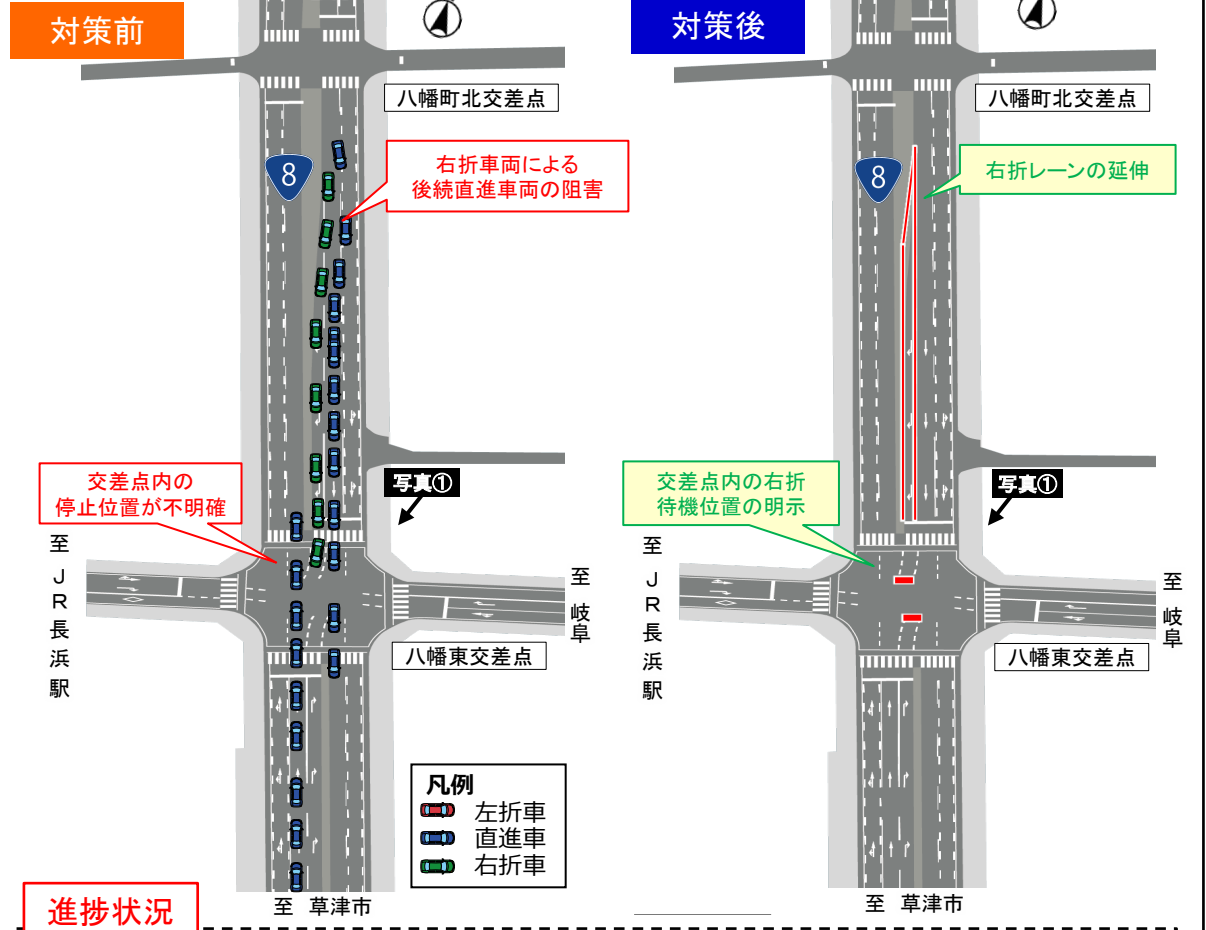 対策前
8
八幡町北交差点
右折車両による
後続直進車両の阻害
交差点内の
停止位置が不明確
写真①
至
JR長浜駅
至
岐阜
八幡東交差点
凡例
左折車
直進車
右折車
至 草津市
対策後
8
八幡町北交差点
右折レーンの延伸
交差点内の右折
待機位置の明示
写真①
至
JR長浜駅
至
岐阜
八幡東交差点
至 草津市
進捗状況